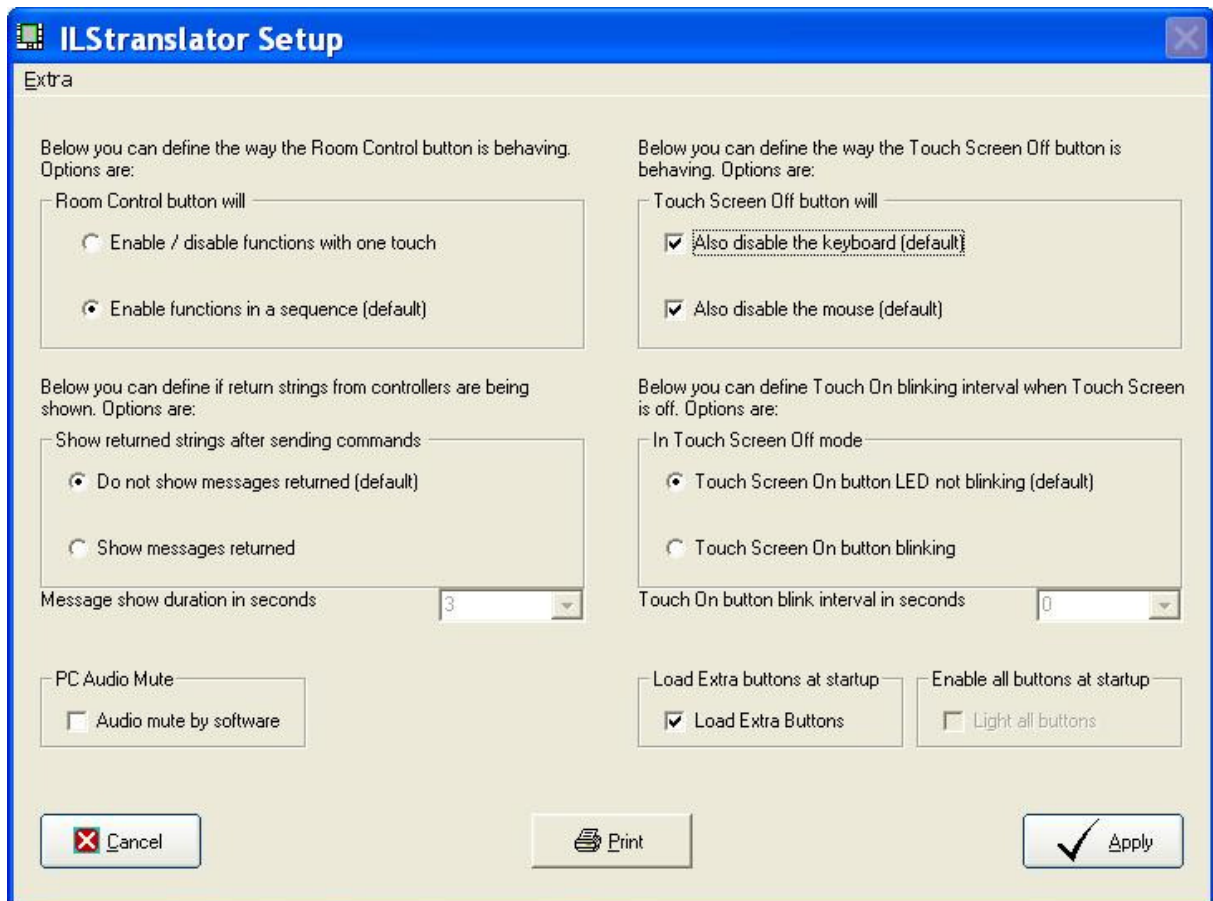 ILStranslator Setup
Extra
Below you can define the way the Room Control button is behaving.
Options are:
Room Control button will
Enable / disable functions with one touch
Enable functions in a sequence (default)
Below you can define the way the Touch Screen Off button is
behaving. Options are:
Touch Screen Off button will
Also disable the keyboard (default)
Also disable the mouse (default)
Below you can define if return strings from controllers are being
shown. Options are:
Show returned strings after sending commands
Do not show messages returned (default)
Show messages returned
Message show duration in seconds
3
Below you can define Touch On blinking interval when Touch Screen
is off. Options are:
In Touch Screen Off mode
Touch Screen On button LED not blinking (default)
Touch Screen On button blinking
Touch On button blink interval in seconds
0
PC Audio Mute
Audio mute by software
Load Extra buttons at startup
Load Extra Buttons
Enable all buttons at startup
Light all buttons
Cancel
Print
Apply